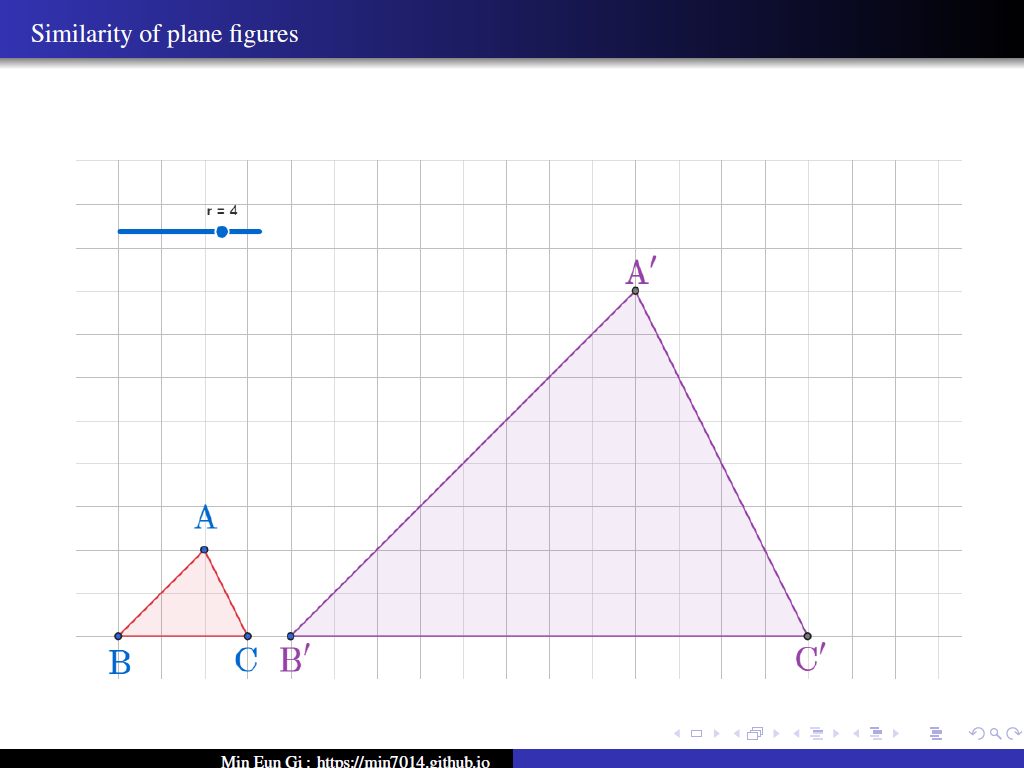 Similarity of plane figures
r = 4
A′
A
B
C
B′
C′
Min Eun Gi : https://min7014.github.io